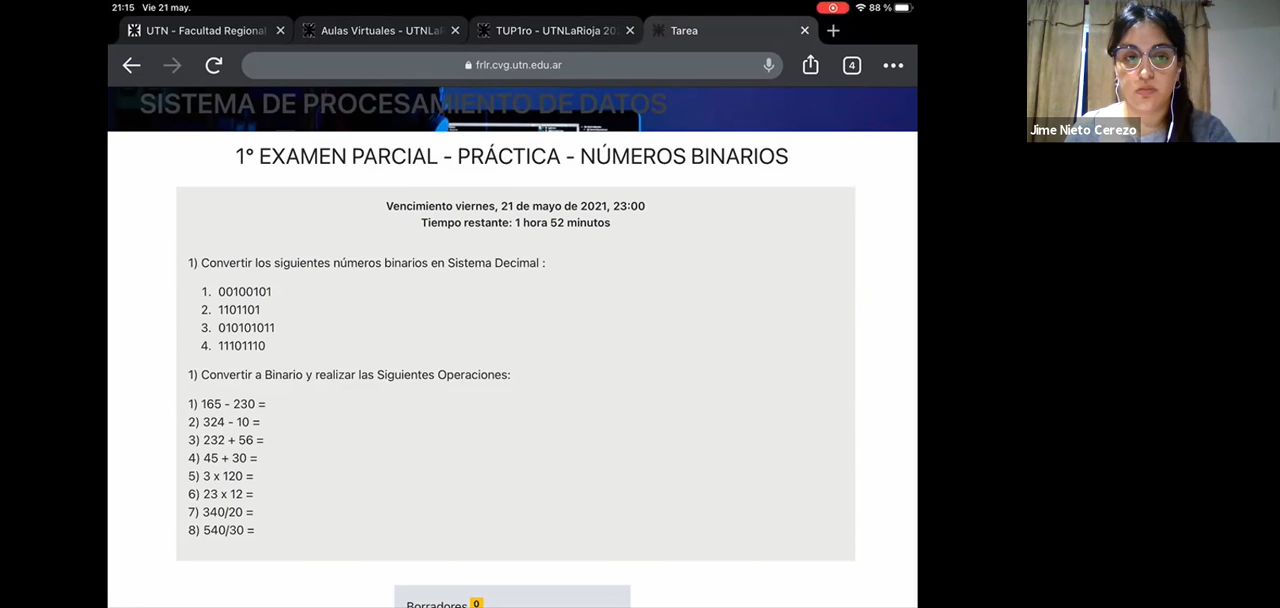 21:15 Vie 21 may.
88 %
UTN - Facultad Regional
Aulas Virtuales - UTNLaR
TUP1ro - UTNLaRioja 20
Tarea
frlr.cvg.utn.edu.ar
4
SISTEMA DE PROCESAMIENTO DE DATOS
1° EXAMEN PARCIAL - PRÁCTICA - NÚMEROS BINARIOS
Vencimiento viernes, 21 de mayo de 2021, 23:00
Tiempo restante: 1 hora 52 minutos
1) Convertir los siguientes números binarios en Sistema Decimal :
1. 00100101
2. 1101101
3. 010101011
4. 11101110
1) Convertir a Binario y realizar las Siguientes Operaciones:
1) 165 - 230 =
2) 324 - 10 =
3) 232 + 56 =
4) 45 + 30 =
5) 3 x 120 =
6) 23 x 12 =
7) 340/20 =
8) 540/30 =
Borradores 0
Jime Nieto Cerezo